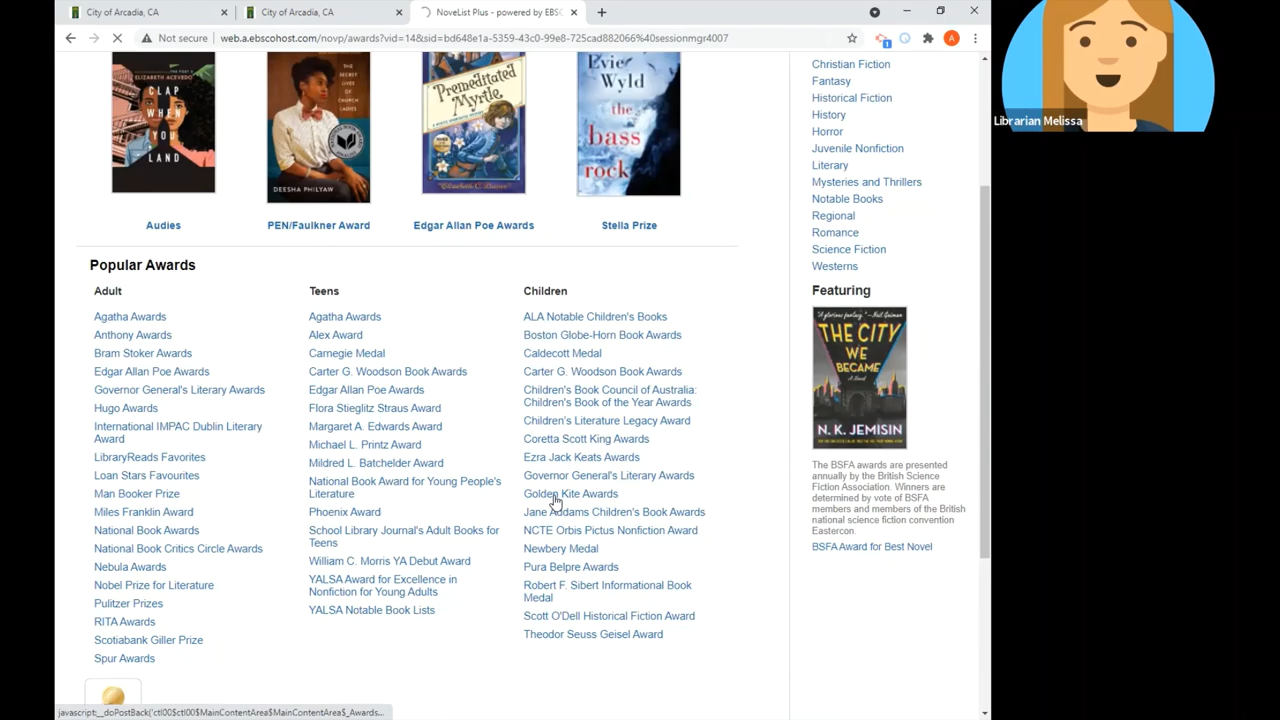 City of Arcadia, CA
City of Arcadia, CA
NoveList Plus - powered by EBSC
Not secure
web.a.ebscohost.com/novp/awards?vid=14&sid=bd648e1a-5359-43c0-99e8-725cad882066%40sessionmgr4007
A
1
ELIZABETH ACEVEDO
CLAP
WHEN
YOU
LAND
THE SECRET
LIVES OF
CHURCH
LADIES
DEESHA PHILYAW
Premeditated
Myrtle
Evie
Wyld
the
bass
rock
Audies
PEN/Faulkner Award
Edgar Allan Poe Awards
Stella Prize
Popular Awards
Adult
Agatha Awards
Anthony Awards
Bram Stoker Awards
Edgar Allan Poe Awards
Governor General's Literary Awards
Hugo Awards
International IMPAC Dublin Literary
Award
LibraryReads Favorites
Loan Stars Favourites
Man Booker Prize
Miles Franklin Award
National Book Awards
National Book Critics Circle Awards
Nebula Awards
Nobel Prize for Literature
Pulitzer Prizes
RITA Awards
Scotiabank Giller Prize
Spur Awards
Teens
Agatha Awards
Alex Award
Carnegie Medal
Carter G. Woodson Book Awards
Edgar Allan Poe Awards
Flora Stieglitz Straus Award
Margaret A. Edwards Award
Michael L. Printz Award
Mildred L. Batchelder Award
National Book Award for Young People's
Literature
Phoenix Award
School Library Journal's Adult Books for
Teens
William C. Morris YA Debut Award
YALSA Award for Excellence in
Nonfiction for Young Adults
YALSA Notable Book Lists
Children
ALA Notable Children's Books
Boston Globe-Horn Book Awards
Caldecott Medal
Carter G. Woodson Book Awards
Children's Book Council of Australia:
Children's Book of the Year Awards
Children's Literature Legacy Award
Coretta Scott King Awards
Ezra Jack Keats Awards
Governor General's Literary Awards
Golden Kite Awards
Jane Addams Children's Book Awards
NCTE Orbis Pictus Nonfiction Award
Newbery Medal
Pura Belpre Awards
Robert F. Sibert Informational Book
Medal
Scott O'Dell Historical Fiction Award
Theodor Seuss Geisel Award
Christian Fiction
Fantasy
Historical Fiction
History
Horror
Juvenile Nonfiction
Literary
Mysteries and Thrillers
Notable Books
Regional
Romance
Science Fiction
Westerns
Featuring
"A glorious fantasy." -Neil Gaiman
THE CITY
WE
BECAME
N. K. JEMISIN
The BSFA awards are presented
annually by the British Science
Fiction Association. Winners are
determined by vote of BSFA
members and members of the British
national science fiction convention
Eastercon.
BSFA Award for Best Novel
javascript:__doPostBack('ctl00$ctl00$MainContentArea$MainContentArea$_Awards...
Librarian Melissa